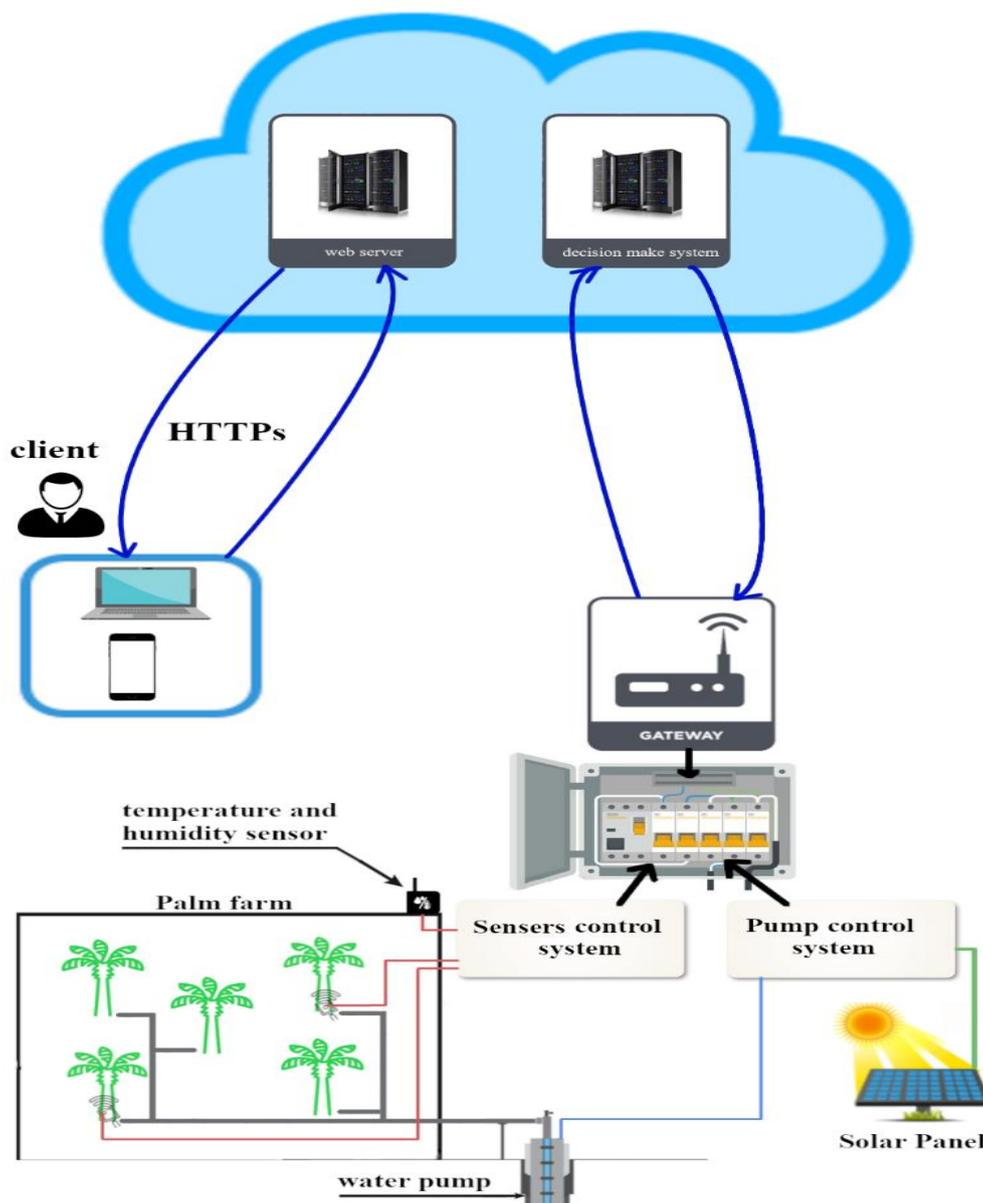 web server
decision make system
HTTPs
client
GATEWAY
temperature and
humidity sensor
Palm farm
Sensers control
system
Pump control
system
Solar Panel
water pump